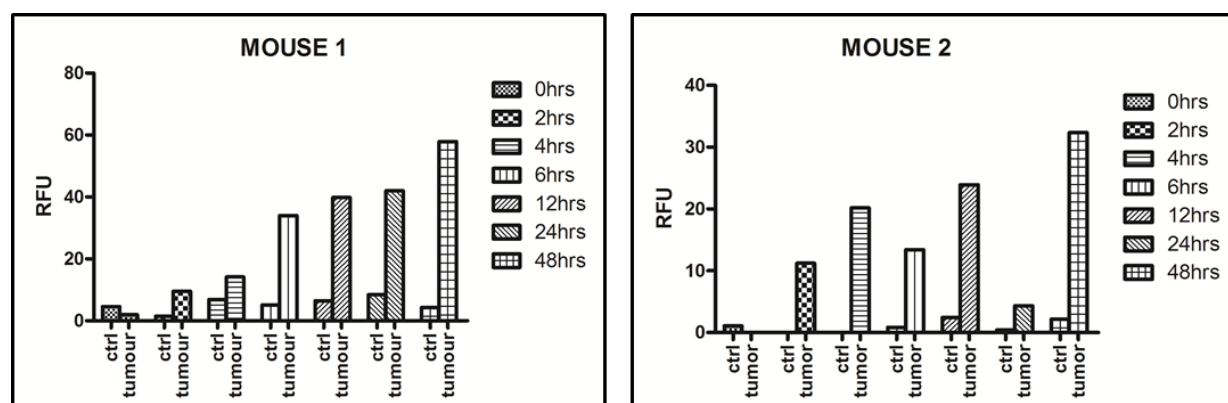 MOUSE 1
80
60
40
20
0
RFU
ctrl
tumour
ctrl
tumour
ctrl
tumour
ctrl
tumour
ctrl
tumour
ctrl
tumour
ctrl
tumour
0hrs
2hrs
4hrs
6hrs
12hrs
24hrs
48hrs
MOUSE 2
40
30
20
10
0
RFU
ctrl
tumor
ctrl
tumor
ctrl
tumor
ctrl
tumor
ctrl
tumor
ctrl
tumor
ctrl
tumor
0hrs
2hrs
4hrs
6hrs
12hrs
24hrs
48hrs